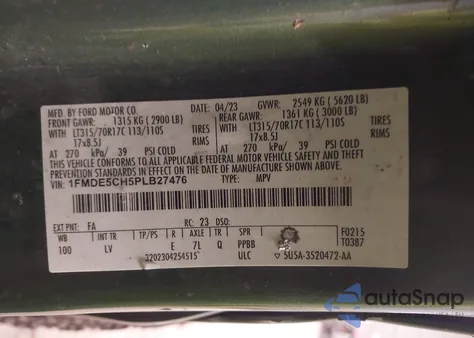 MFD. BY FORD MOTOR CO.
04/23 GVWR: 2549 KG ( 5620 LB)
FRONT GAWR: 1315 KG ( 2900 LB) REAR GAWR: 1361 KG ( 3000 LB)
WITH LT315/70R17C 113/110S TIRES WITH LT315/70R17C 113/110S TIRES
17x8.5J RIMS 17x8.5J RIMS
AT 270 kPa/ 39 PSI COLD AT 270 kPa/ 39 PSI COLD
THIS VEHICLE CONFORMS TO ALL APPLICABLE FEDERAL MOTOR VEHICLE SAFETY, BUMPER, AND THEFT
PREVENTION STANDARDS IN EFFECT ON THE DATE OF MANUFACTURE SHOWN ABOVE.
VIN: 1FMDE5CH5PLB27476 TYPE: MPV
EXT PNT: FA RC: 23 DSO: F0215
WB INT TR TP/PS R AXLE TR SPR T0387
100 LV E 7L Q PPBB
3202304254515 ULC 5U5A-3520472-AA
autoSnap